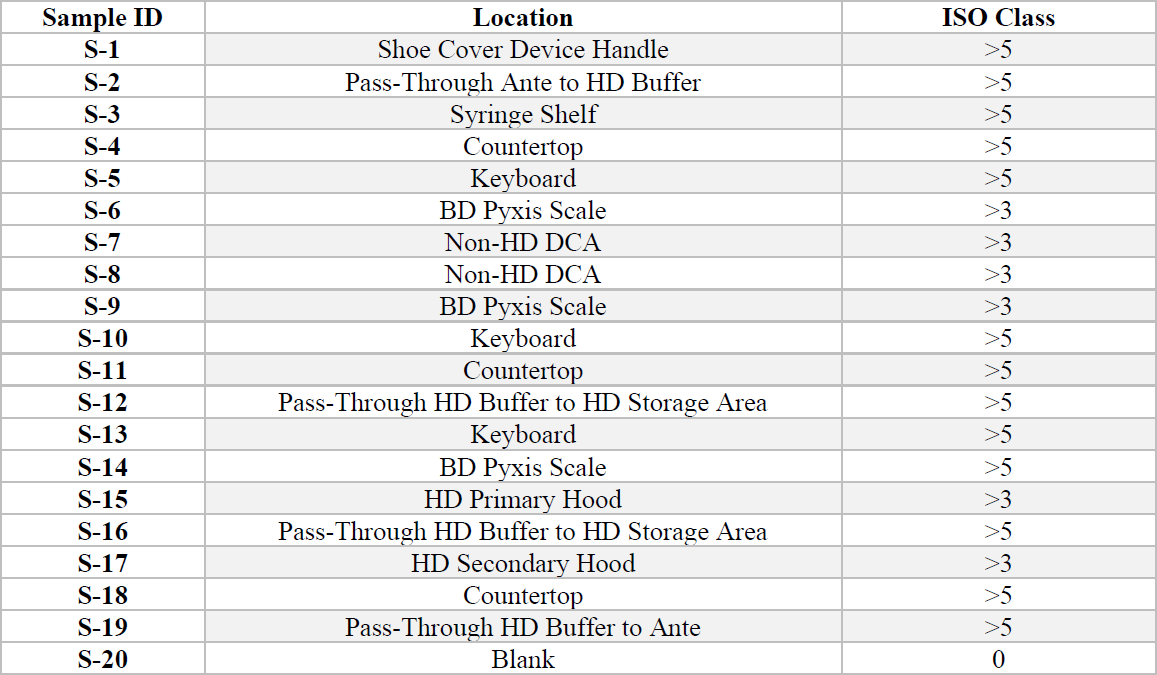 Sample ID Location ISO Class
S-1 Shoe Cover Device Handle >5
S-2 Pass-Through Ante to HD Buffer >5
S-3 Syringe Shelf >5
S-4 Countertop >5
S-5 Keyboard >5
S-6 BD Pyxis Scale >3
S-7 Non-HD DCA >3
S-8 Non-HD DCA >3
S-9 BD Pyxis Scale >3
S-10 Keyboard >5
S-11 Countertop >5
S-12 Pass-Through HD Buffer to HD Storage Area >5
S-13 Keyboard >5
S-14 BD Pyxis Scale >5
S-15 HD Primary Hood >3
S-16 Pass-Through HD Buffer to HD Storage Area >5
S-17 HD Secondary Hood >3
S-18 Countertop >5
S-19 Pass-Through HD Buffer to Ante >5
S-20 Blank 0